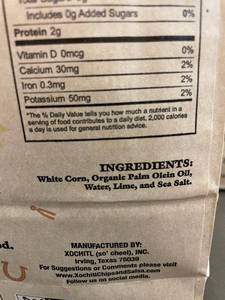 Includes 0g Added Sugars 0%
Protein 2g
Vitamin D 0mcg 0%
Calcium 30mg 2%
Iron 0.3mg 2%
Potassium 50mg 2%
*The % Daily Value tells you how much a nutrient in a
serving of food contributes to a daily diet. 2,000 calories
a day is used for general nutrition advice.
INGREDIENTS:
White Corn, Organic Palm Olein Oil,
Water, Lime, and Sea Salt.
MANUFACTURED BY:
XOCHITL (so' cheel), INC.
Irving, Texas 75039
For Suggestions or Comments please visit
www.XochitlChipsandSalsa.com
Follow us on social media.